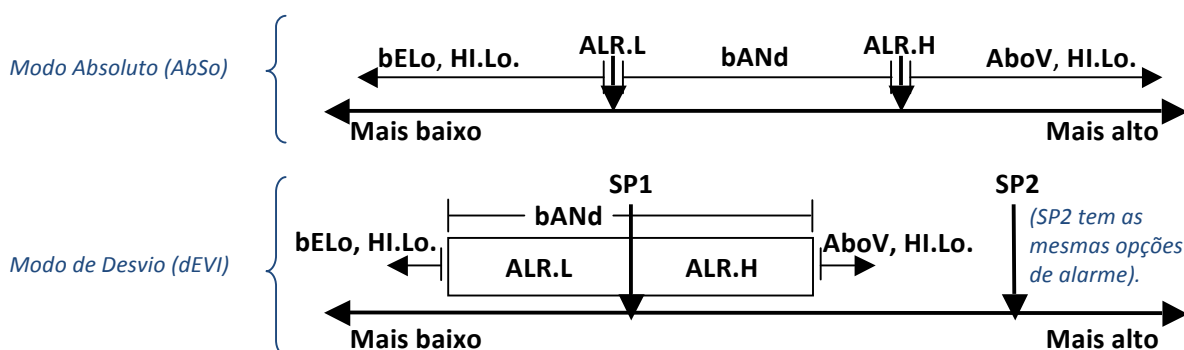 ALR.L ALR.H
bELo, HI.Lo. bANd AboV, HI.Lo.
Modo Absoluto (AbSo)
Mais baixo Mais alto
SP1 SP2
bANd
(SP2 tem as
mesmas opções
de alarme).
bELo, HI.Lo. AboV, HI.Lo.
ALR.L ALR.H
Modo de Desvio (dEVI)
Mais baixo Mais alto